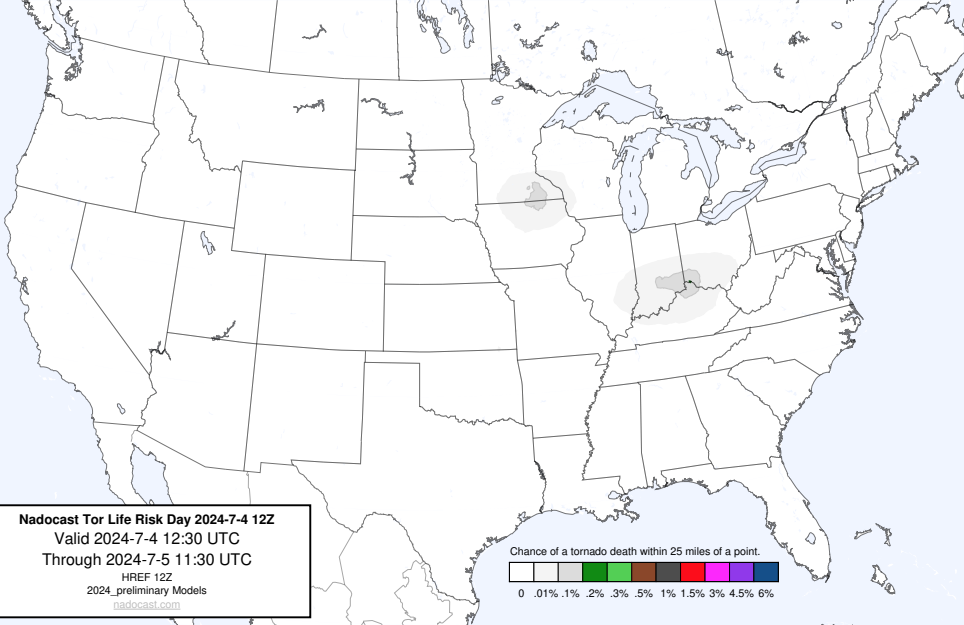 Nadocast Tor Life Risk Day 2024-7-4 12Z
Valid 2024-7-4 12:30 UTC
Through 2024-7-5 11:30 UTC
HREF 12Z
2024_preliminary Models
nadocast.com
Chance of a tornado death within 25 miles of a point.
0 .01% .1% .2% .3% .5% 1% 1.5% 3% 4.5% 6%